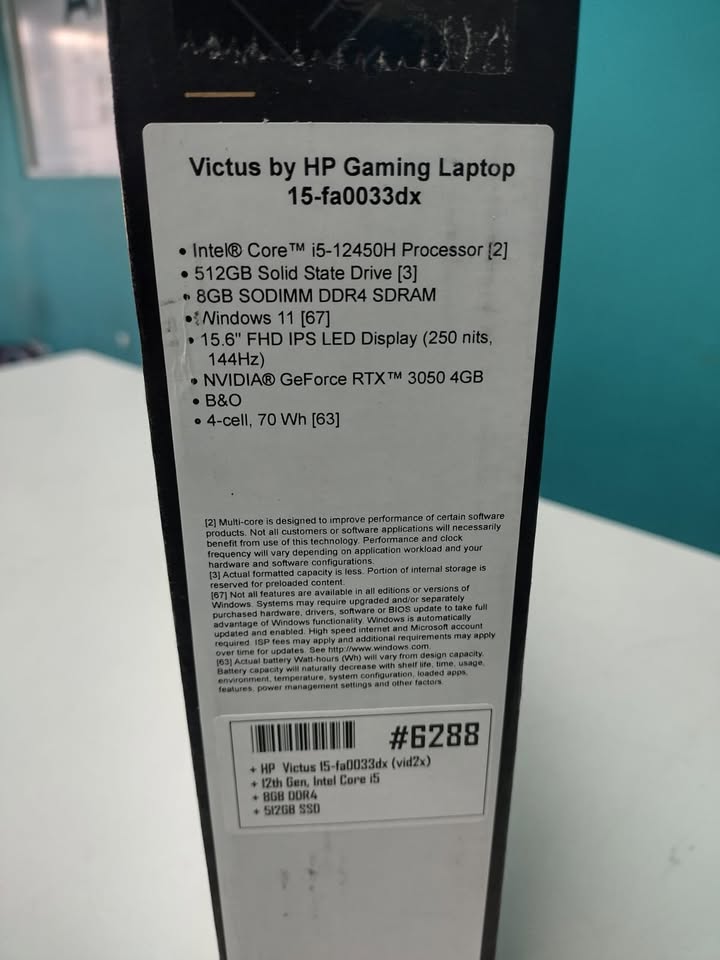 Victus by HP Gaming Laptop
15-fa0033dx
• Intel® Core™ i5-12450H Processor [2]
• 512GB Solid State Drive [3]
• 8GB SODIMM DDR4 SDRAM
• Windows 11 [67]
• 15.6" FHD IPS LED Display (250 nits,
144Hz)
• NVIDIA® GeForce RTX™ 3050 4GB
• B&O
• 4-cell, 70 Wh [63]
[2] Multi-core is designed to improve performance of certain software
products. Not all customers or software applications will necessarily
benefit from use of this technology. Performance and clock
frequency will vary depending on application workload and your
hardware and software configurations.
[3] Actual formatted capacity is less. Portion of internal storage is
reserved for preloaded content.
[67] Not all features are available in all editions or versions of
Windows. Systems may require upgraded and/or separately
purchased hardware, drivers, software or BIOS update to take full
advantage of Windows functionality. Windows is automatically
updated and enabled. High speed internet and Microsoft account
required. ISP fees may apply and additional requirements may apply
over time for updates. See http://www.windows.com.
[63] Actual battery Watt-hours (Wh) will vary from design capacity.
Battery capacity will naturally decrease with shelf life, time, usage,
environment, temperature, system configuration, loaded apps,
features, power management settings and other factors.
#6288
+ HP Victus 15-fa0033dx (vid2x)
+ 12th Gen, Intel Core i5
+ 8GB DDR4
+ 512GB SSD